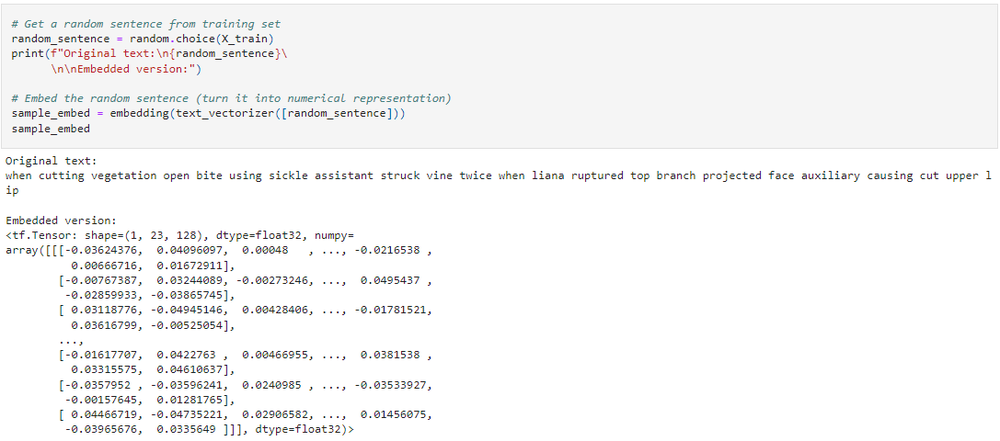 # Get a random sentence from training set
random_sentence = random.choice(X_train)
print(f"Original text:\n{random_sentence}\
      \n\nEmbedded version:")

# Embed the random sentence (turn it into numerical representation)
sample_embed = embedding(text_vectorizer([random_sentence]))
sample_embed

Original text:
when cutting vegetation open bite using sickle assistant struck vine twice when liana ruptured top branch projected face auxiliary causing cut upper l
ip

Embedded version:
<tf.Tensor: shape=(1, 23, 128), dtype=float32, numpy=
array([[[-0.03624376,  0.04096097,  0.00048   , ..., -0.0216538 ,
          0.00666716,  0.01672911],
        [-0.00767387,  0.03244089, -0.00273246, ...,  0.0495437 ,
         -0.02859933, -0.03865745],
        [ 0.03118776, -0.04945146,  0.00428406, ..., -0.01781521,
          0.03616799, -0.00525054],
        ...,
        [-0.01617707,  0.0422763 ,  0.00466955, ...,  0.0381538 ,
          0.03315575,  0.04610637],
        [-0.0357952 , -0.03596241,  0.0240985 , ..., -0.03533927,
         -0.00157645,  0.01281765],
        [ 0.04466719, -0.04735221,  0.02906582, ...,  0.01456075,
         -0.03965676,  0.0335649 ]]], dtype=float32)>